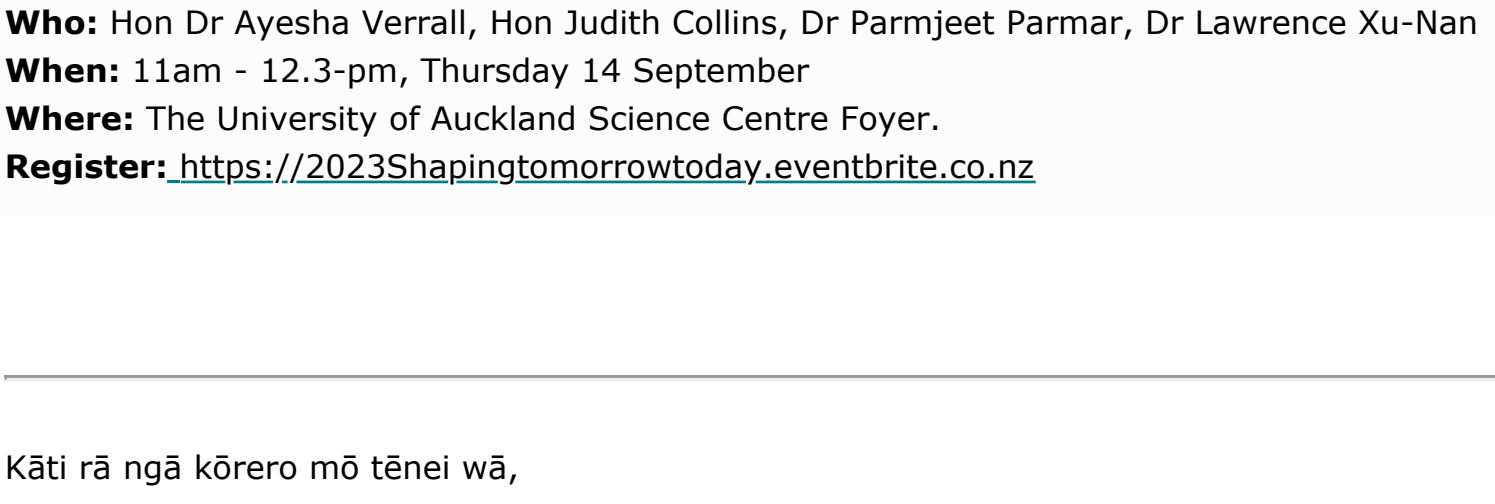 Who: Hon Dr Ayesha Verrall, Hon Judith Collins, Dr Parmjeet Parmar, Dr Lawrence Xu-Nan
When: 11am - 12.3-pm, Thursday 14 September
Where: The University of Auckland Science Centre Foyer.
Register: https://2023Shapingtomorrowtoday.eventbrite.co.nz
Kāti rā ngā kōrero mō tēnei wā,